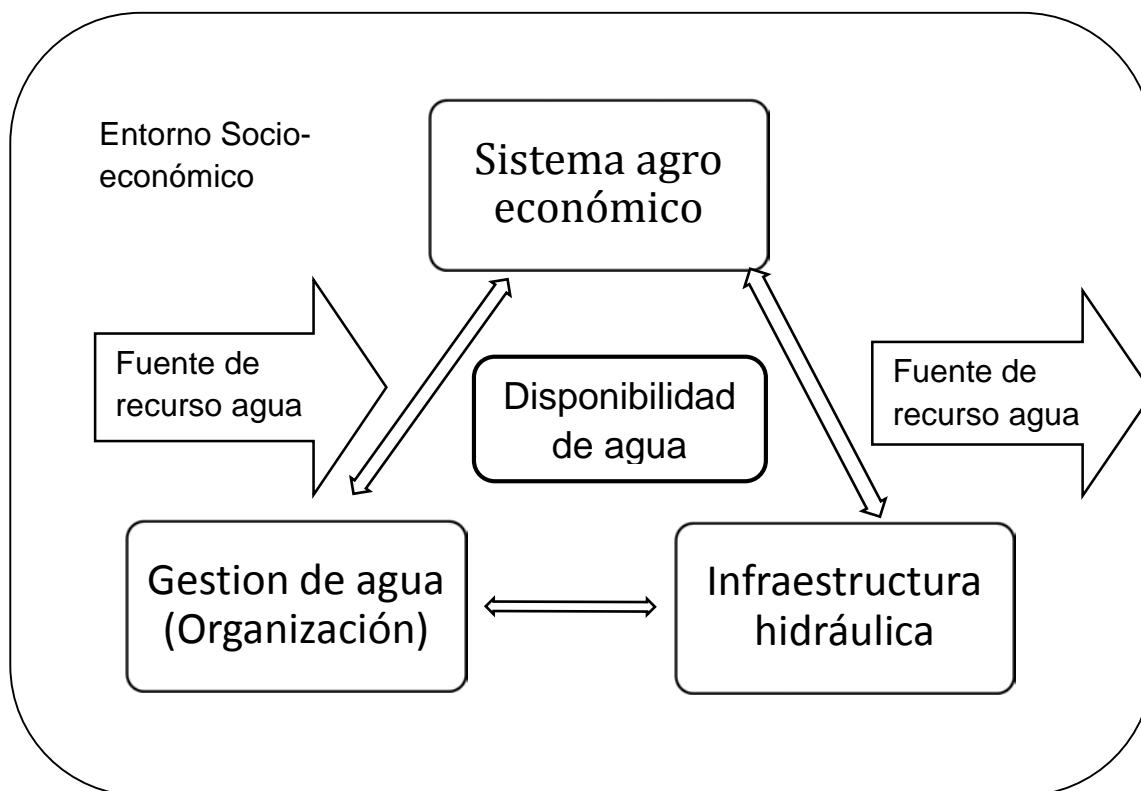 Entorno Socio-
económico
Sistema agro
económico
Fuente de
recurso agua
Disponibilidad
de agua
Fuente de
recurso agua
Gestion de agua
(Organización)
Infraestructura
hidráulica